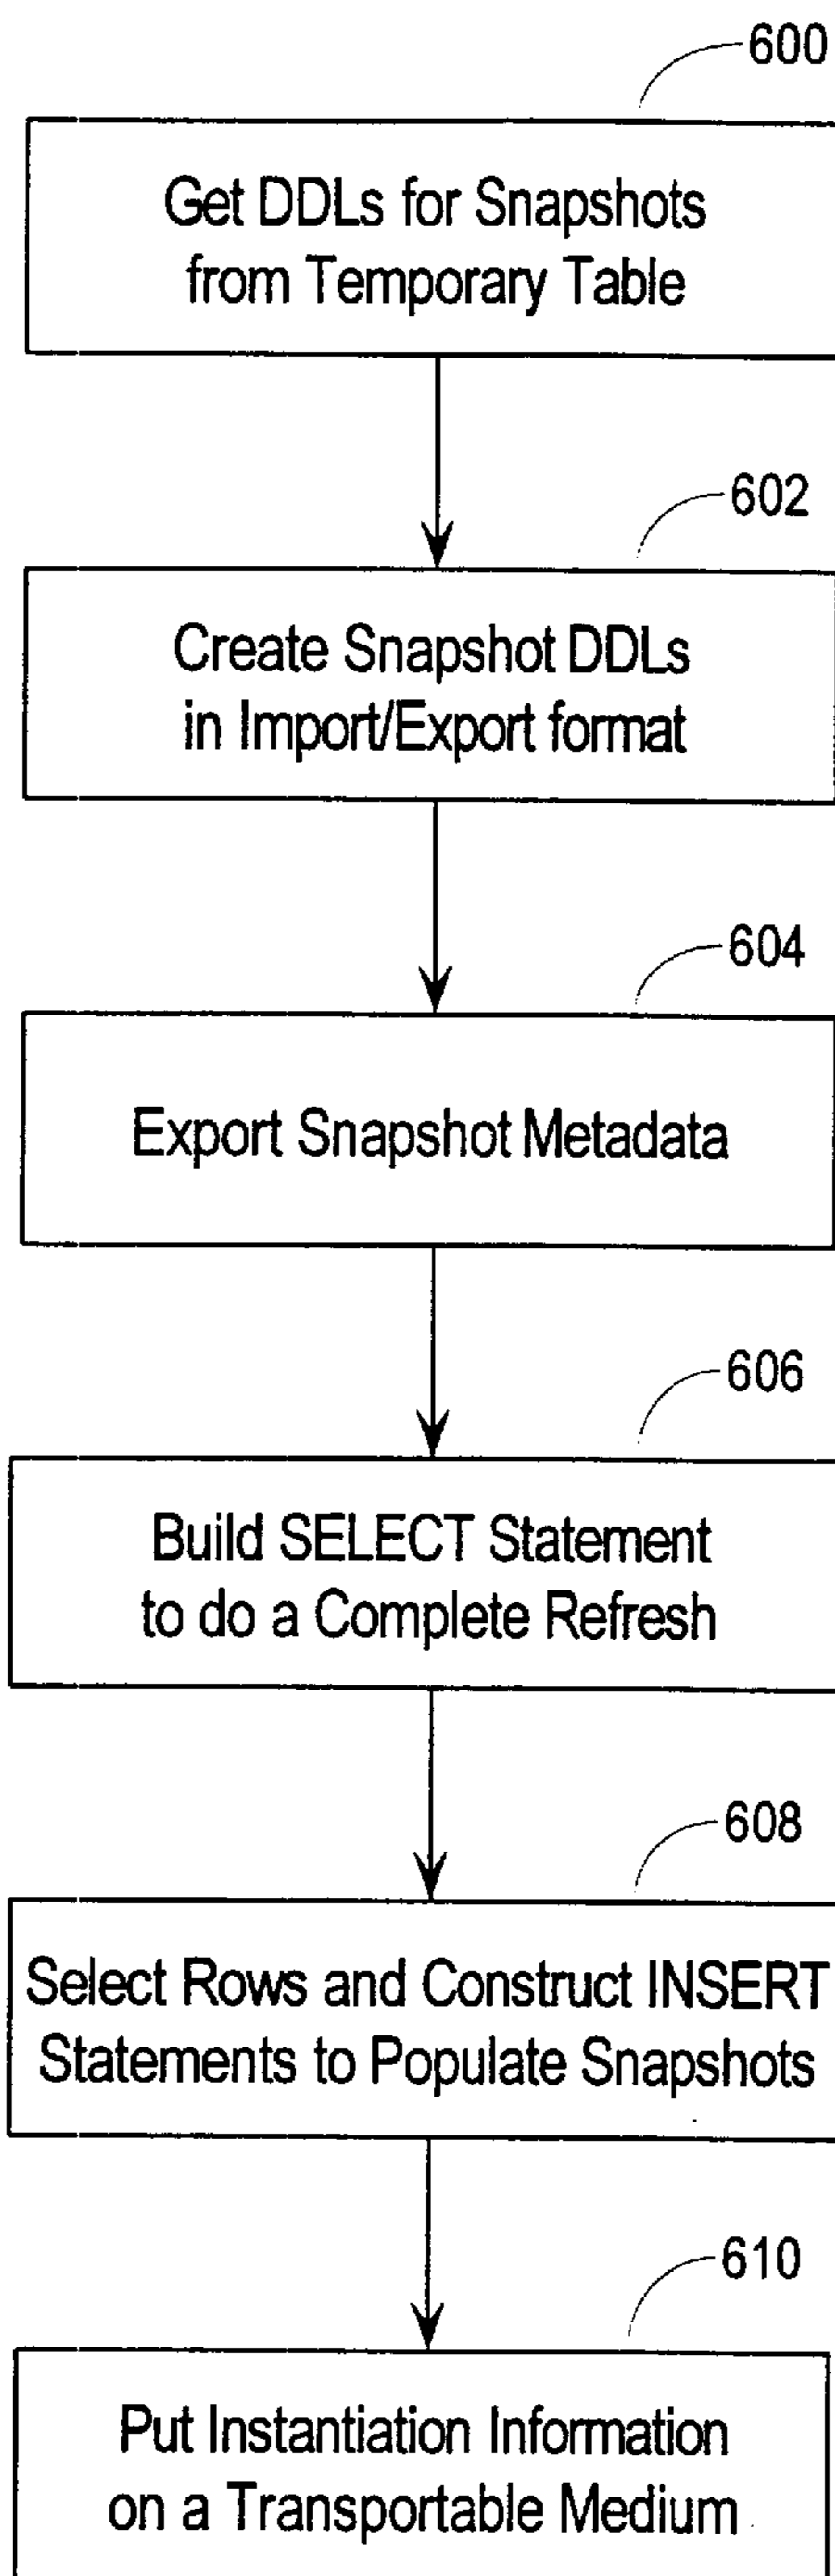 600
Get DDLs for Snapshots
from Temporary Table
602
Create Snapshot DDLs
in Import/Export format
604
Export Snapshot Metadata
606
Build SELECT Statement
to do a Complete Refresh
608
Select Rows and Construct INSERT
Statements to Populate Snapshots
610
Put Instantiation Information
on a Transportable Medium